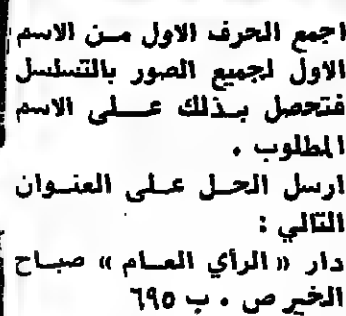 اجمع الحرف الاول من الاسم
الاول لجميع الصور بالتسلسل
فتحصل بذلك على الاسم
المطلوب .
ارسل الحل على العنوان
التالي :
دار « الرأي العام » صباح
الخير ص . ب ٦٩٥